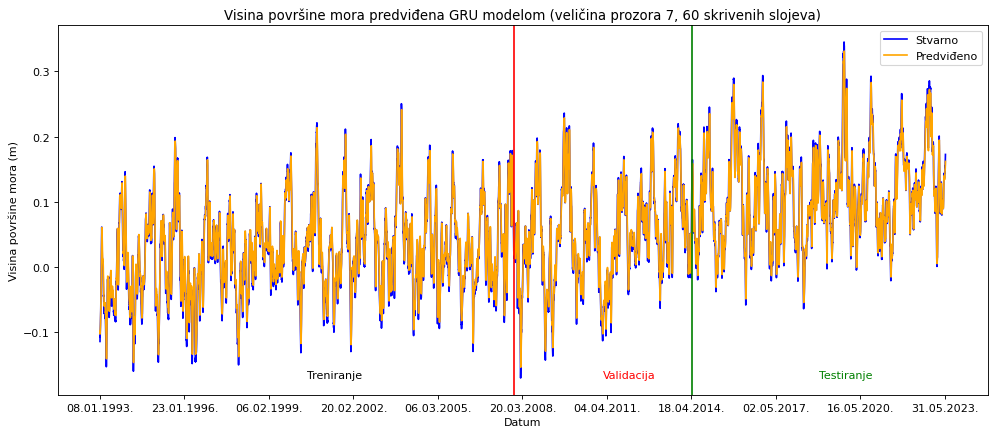 Visina površine mora predviđena GRU modelom (veličina prozora 7, 60 skrivenih slojeva)
Stvarno
Predviđeno
Visina površine mora (m)
0.3
0.2
0.1
0.0
−0.1
Treniranje
Validacija
Testiranje
08.01.1993. 23.01.1996. 06.02.1999. 20.02.2002. 06.03.2005. 20.03.2008. 04.04.2011. 18.04.2014. 02.05.2017. 16.05.2020. 31.05.2023.
Datum